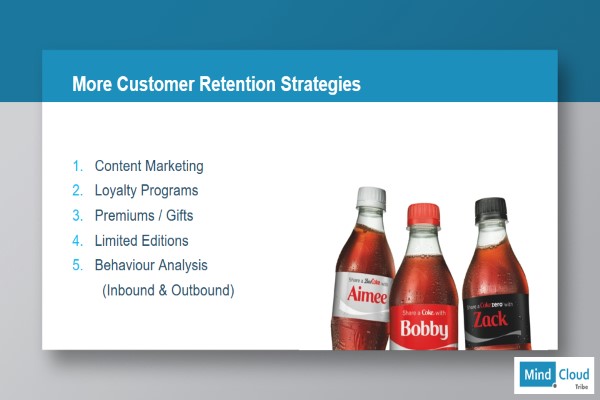 More Customer Retention Strategies
1. Content Marketing
2. Loyalty Programs
3. Premiums / Gifts
4. Limited Editions
5. Behaviour Analysis
(Inbound & Outbound)
Share a Diet Coke with
Aimee
Share a Coke with
Bobby
Share a Coke zero with
Zack
Mind Cloud
Tribe